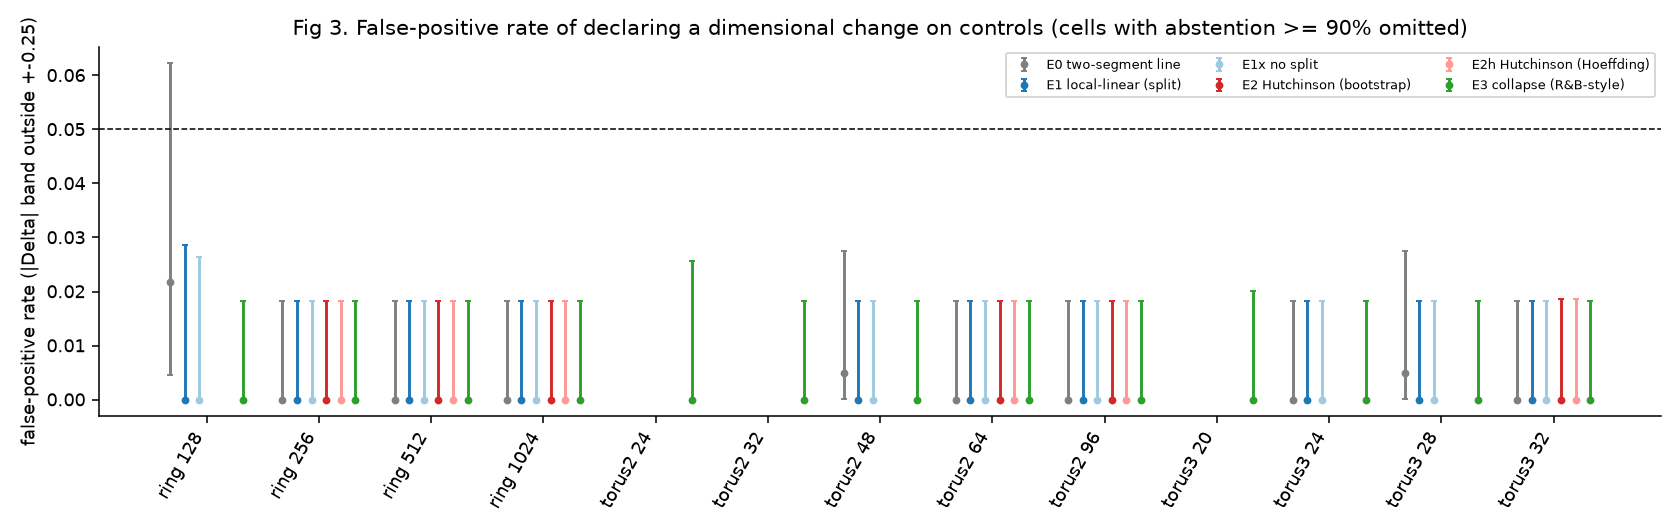 Fig 3. False-positive rate of declaring a dimensional change on controls (cells with abstention >= 90% omitted)
false-positive rate (|Delta| band outside +-0.25)
0.06
0.05
0.04
0.03
0.02
0.01
0.00
E0 two-segment line
E1 local-linear (split)
E1x no split
E2 Hutchinson (bootstrap)
E2h Hutchinson (Hoeffding)
E3 collapse (R&B-style)
ring 128
ring 256
ring 512
ring 1024
torus2 24
torus2 32
torus2 48
torus2 64
torus2 96
torus3 20
torus3 24
torus3 28
torus3 32